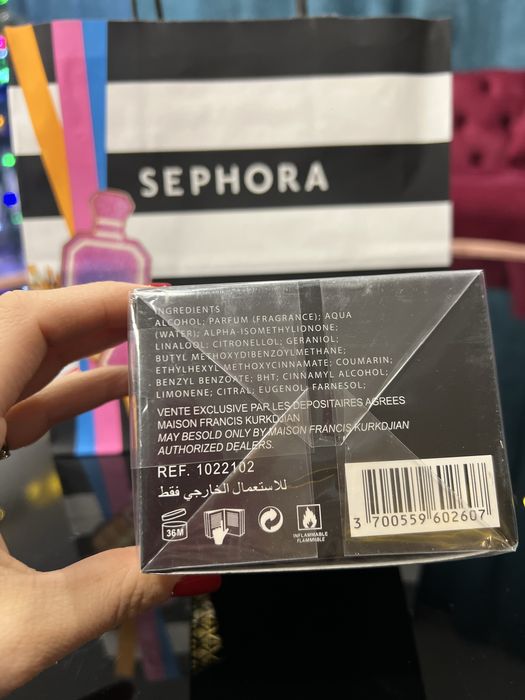 SEPHORA
INGREDIENTS
ALCOHOL; PARFUM (FRAGRANCE); AQUA
(WATER); ALPHA-ISOMETHYLIONONE;
LINALOOL; CITRONELLOL; GERANIOL;
BUTYL METHOXYDIBENZOYLMETHANE;
ETHYLHEXYL METHOXYCINNAMATE; COUMARIN;
BENZYL BENZOATE; BHT; CINNAMYL ALCOHOL;
LIMONENE; CITRAL; EUGENOL; FARNESOL;
VENTE EXCLUSIVE PAR LES DEPOSITAIRES AGREES
MAISON FRANCIS KURKDJIAN
MAY BESOLD ONLY BY MAISON FRANCIS KURKDJIAN
AUTHORIZED DEALERS.
REF. 1022102
للاستعمال الخارجي فقط
36M
INFLAMMABLE
FLAMMABLE
3 700559 602607